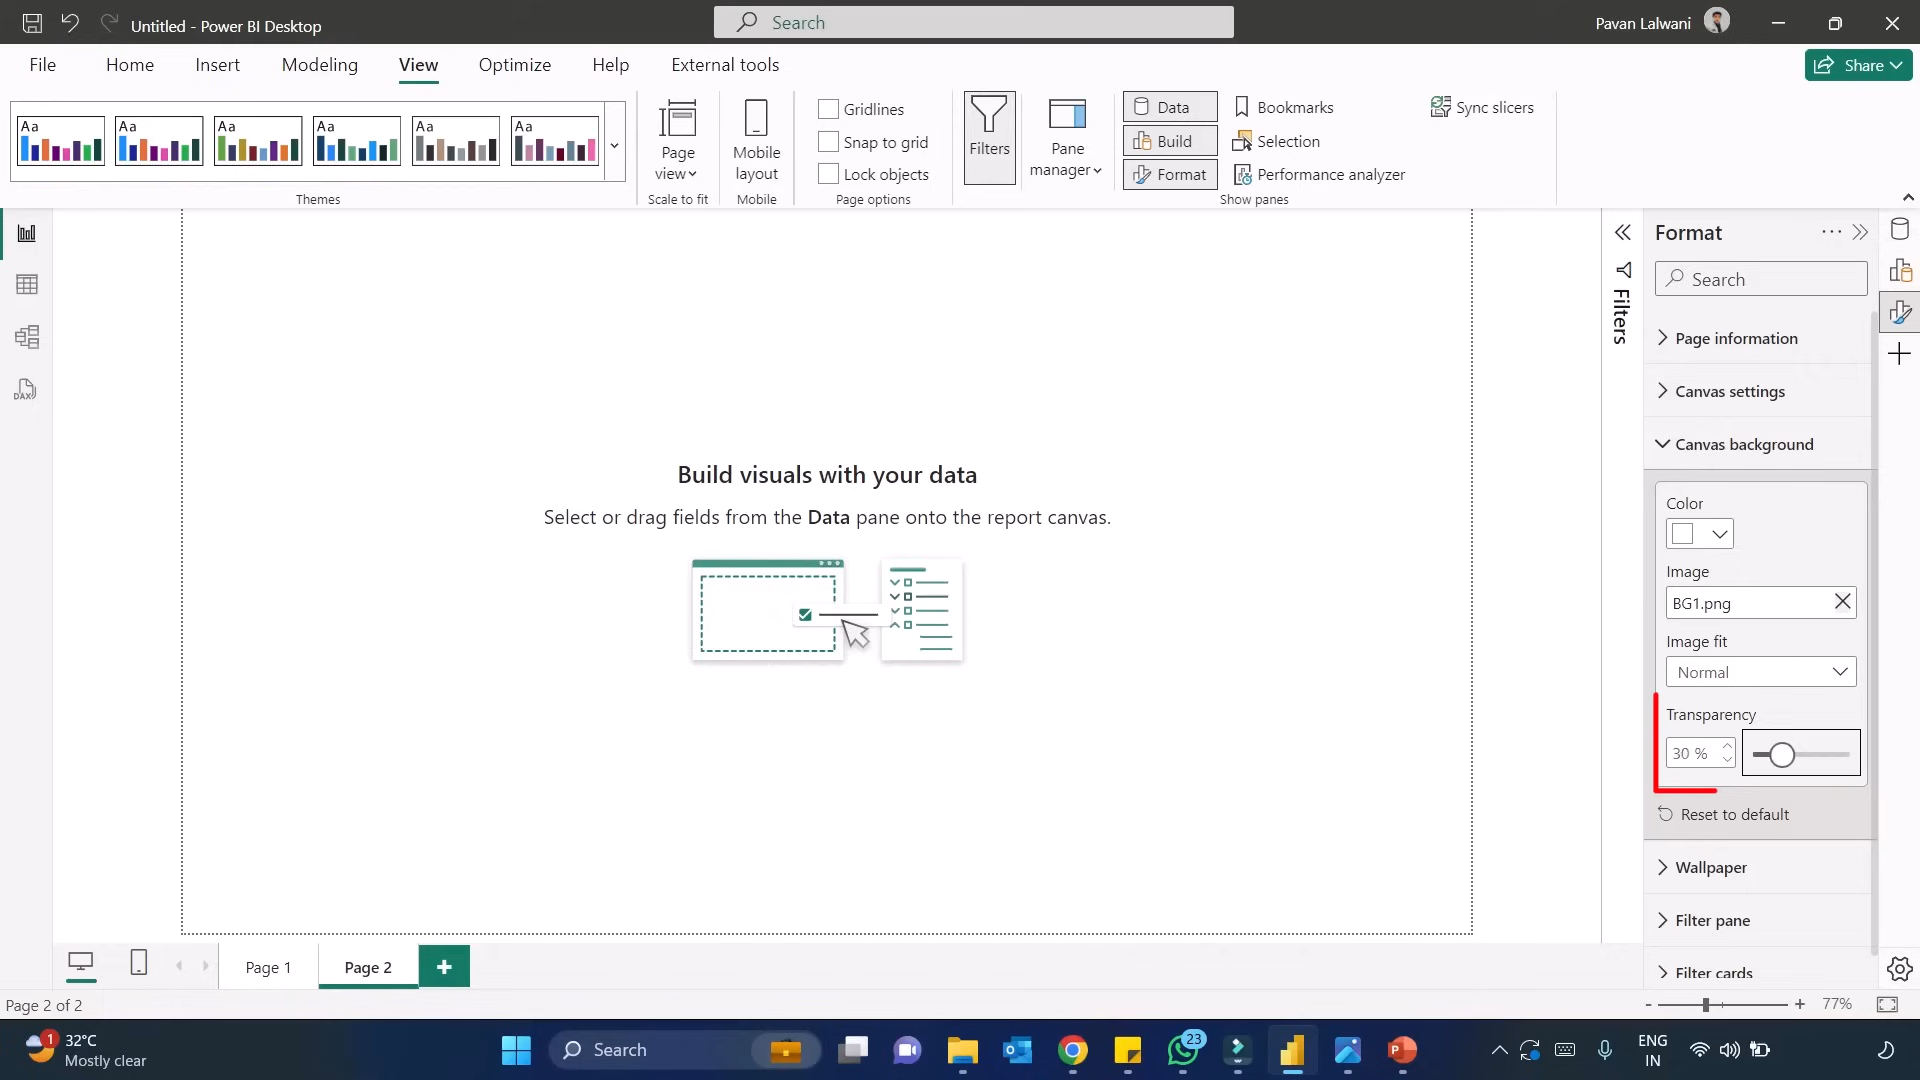 Untitled - Power BI Desktop
Search
Pavan Lalwani
File
Home
Insert
Modeling
View
Optimize
Help
External tools
Share
Aa
Aa
Aa
Aa
Aa
Aa
Themes
Page view
Scale to fit
Mobile layout
Mobile
Gridlines
Snap to grid
Lock objects
Page options
Filters
Pane manager
Data
Build
Format
Bookmarks
Selection
Performance analyzer
Show panes
Sync slicers
DAX
Build visuals with your data
Select or drag fields from the Data pane onto the report canvas.
Filters
Format
Search
Page information
Canvas settings
Canvas background
Color
Image
BG1.png
Image fit
Normal
Transparency
30 %
Reset to default
Wallpaper
Filter pane
Filter cards
Page 1
Page 2
Page 2 of 2
- + 77%
1
32°C
Mostly clear
Search
23
P
ENG
IN